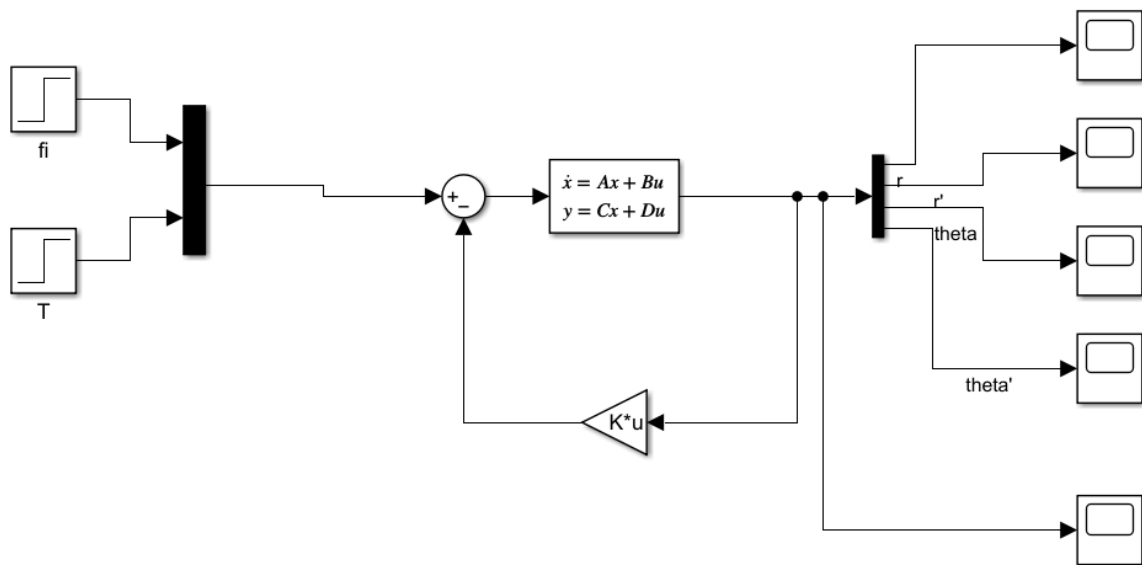 fi
T
+
−
ẋ = Ax + Bu
y = Cx + Du
r
r'
theta
theta'
K*u